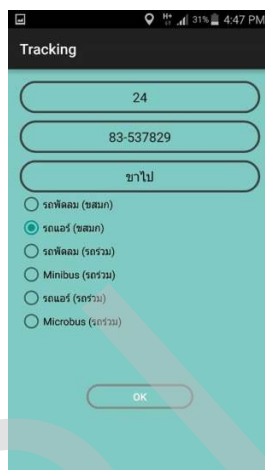 H+ 31% 4:47 PM
Tracking
24
83-537829
ขาไป
รถพัดลม (ขสมก)
รถแอร์ (ขสมก)
รถพัดลม (รถร่วม)
Minibus (รถร่วม)
รถแอร์ (รถร่วม)
Microbus (รถร่วม)
OK